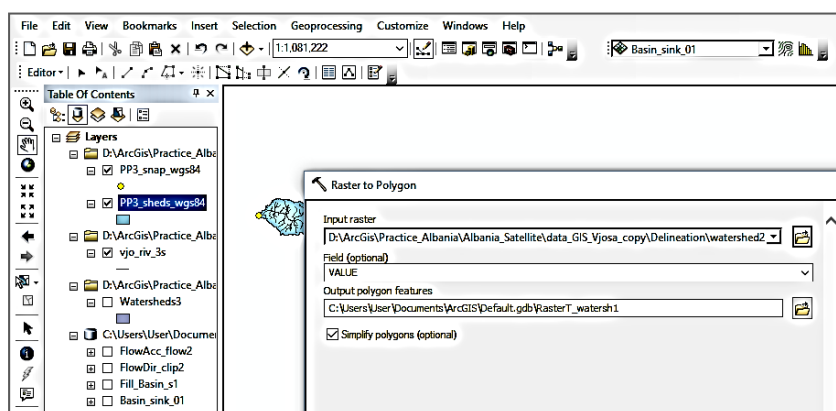 File Edit View Bookmarks Insert Selection Geoprocessing Customize Windows Help
1:1,081,222
Basin_sink_01
Editor
Table Of Contents
Layers
D:\ArcGis\Practice_Alba
PP3_snap_wgs84
PP3_sheds_wgs84
D:\ArcGis\Practice_Alba
vjo_riv_3s
D:\ArcGis\Practice_Alba
Watersheds3
C:\Users\User\Documer
FlowAcc_flow2
FlowDir_clip2
Fill_Basin_s1
Basin_sink_01
Raster to Polygon
Input raster
D:\ArcGis\Practice_Albania\Albania_Satellite\data_GIS_Vjosa_copy\Delineation\watershed2
Field (optional)
VALUE
Output polygon features
C:\Users\User\Documents\ArcGIS\Default.gdb\RasterT_watersh1
Simplify polygons (optional)